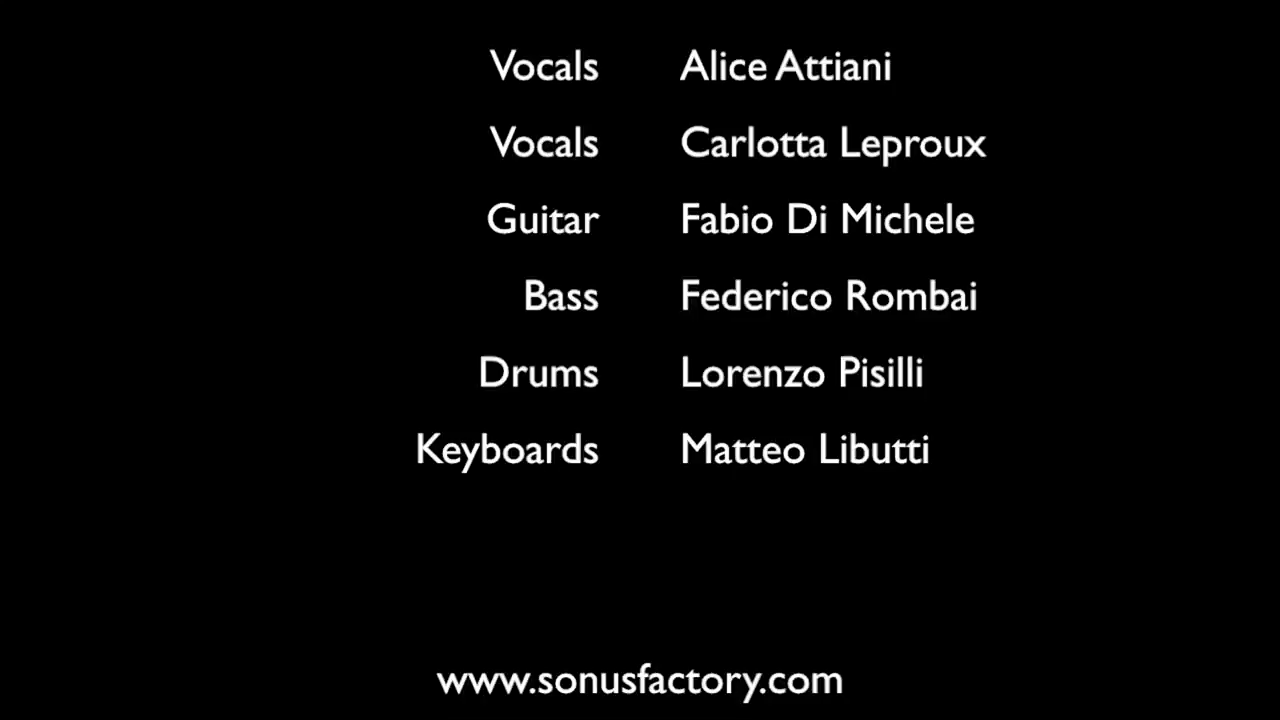 Vocals Alice Attiani
Vocals Carlotta Leproux
Guitar Fabio Di Michele
Bass Federico Rombai
Drums Lorenzo Pisilli
Keyboards Matteo Libutti
www.sonusfactory.com